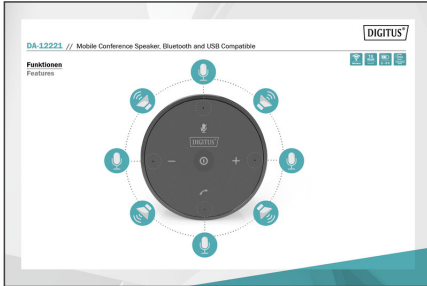 DIGITUS®
DA-12221 // Mobile Conference Speaker, Bluetooth and USB Compatible
Funktionen
Features
DIGITUS